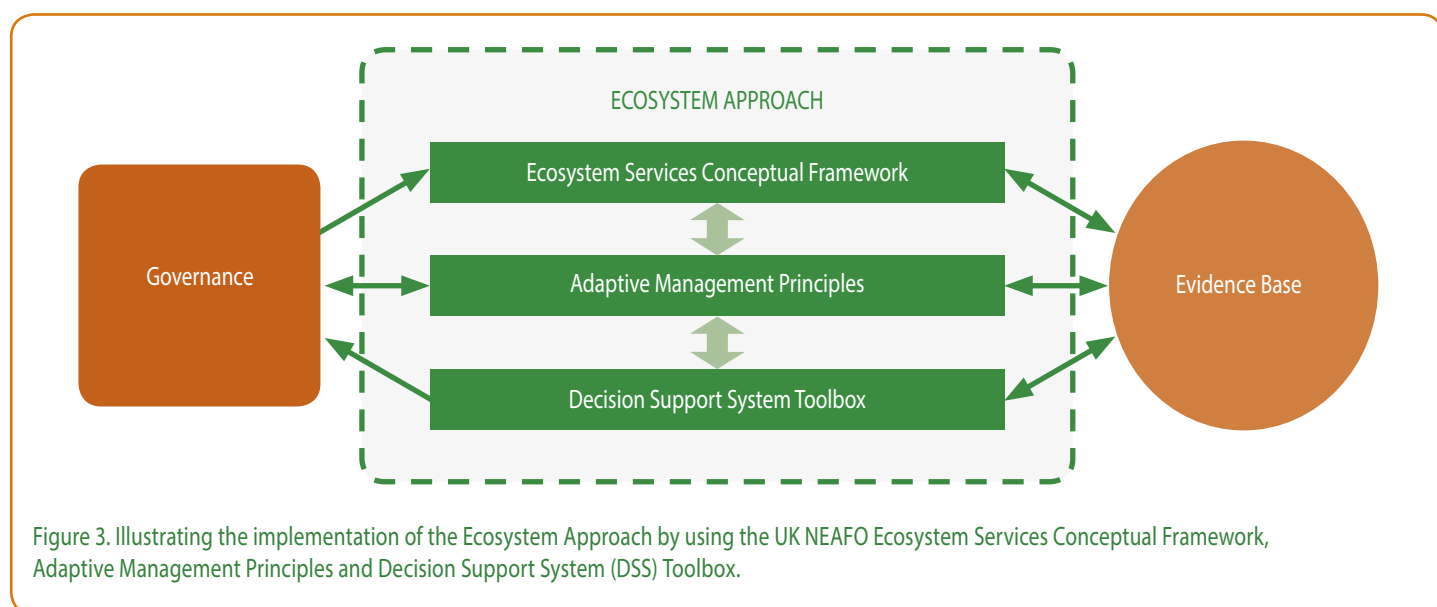 ECOSYSTEM APPROACH
Ecosystem Services Conceptual Framework
Governance
Adaptive Management Principles
Evidence Base
Decision Support System Toolbox
Figure 3. Illustrating the implementation of the Ecosystem Approach by using the UK NEAFO Ecosystem Services Conceptual Framework,
Adaptive Management Principles and Decision Support System (DSS) Toolbox.